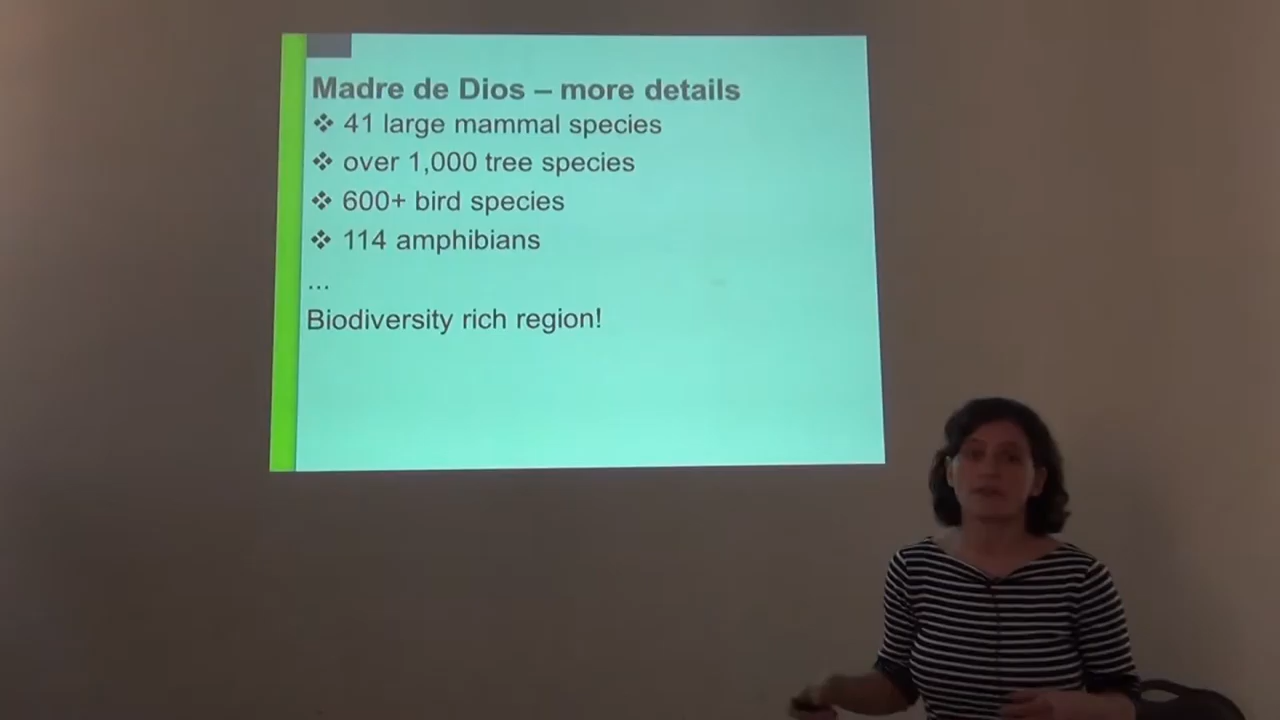 Madre de Dios – more details
❖ 41 large mammal species
❖ over 1,000 tree species
❖ 600+ bird species
❖ 114 amphibians
...
Biodiversity rich region!